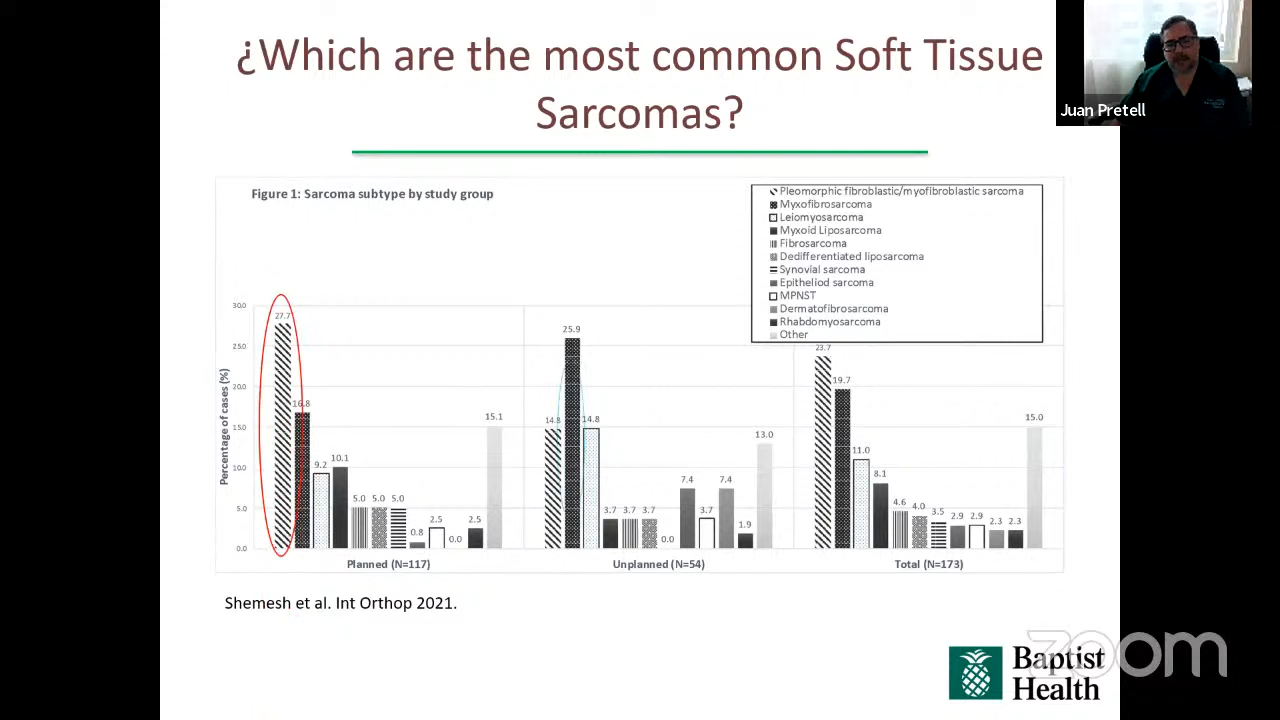 ¿Which are the most common Soft Tissue
Sarcomas?
Juan Pretell
Figure 1: Sarcoma subtype by study group
Pleomorphic fibroblastic/myofibroblastic sarcoma
Myxofibrosarcoma
Leiomyosarcoma
Myxoid Liposarcoma
Fibrosarcoma
Dedifferentiated liposarcoma
Synovial sarcoma
Epitheliod sarcoma
MPNST
Dermatofibrosarcoma
Rhabdomyosarcoma
Other
Percentage of cases (%)
30.0
25.0
20.0
15.0
10.0
5.0
0.0
27.7
16.8
9.2
10.1
5.0
5.0
5.0
0.8
2.5
0.0
2.5
15.1
14.8
25.9
14.8
3.7
3.7
3.7
0.0
7.4
3.7
7.4
1.9
13.0
23.7
19.7
11.0
8.1
4.6
4.0
3.5
2.9
2.9
2.3
2.3
15.0
Planned (N=117)
Unplanned (N=54)
Total (N=173)
Shemesh et al. Int Orthop 2021.
zoom
Baptist
Health